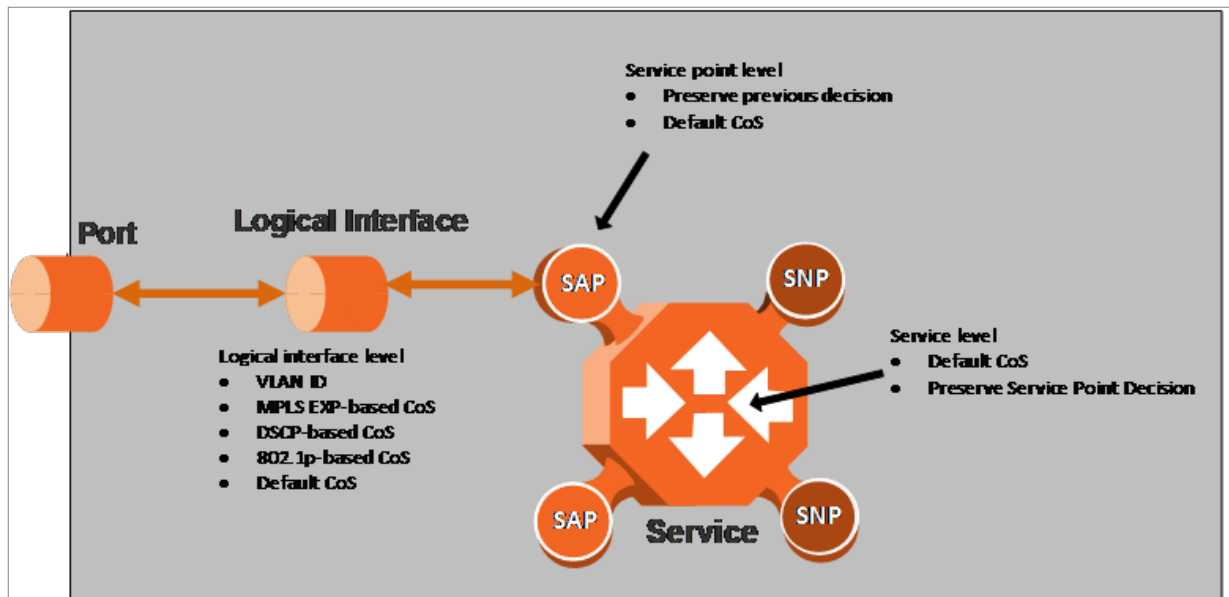 Service point level
● Preserve previous decision
● Default CoS
Port
Logical Interface
SAP
SNP
Logical interface level
● VLAN ID
● MPLS EXP-based CoS
● DSCP-based CoS
● 802.1p-based CoS
● Default CoS
Service level
● Default CoS
● Preserve Service Point Decision
SAP
SNP
Service